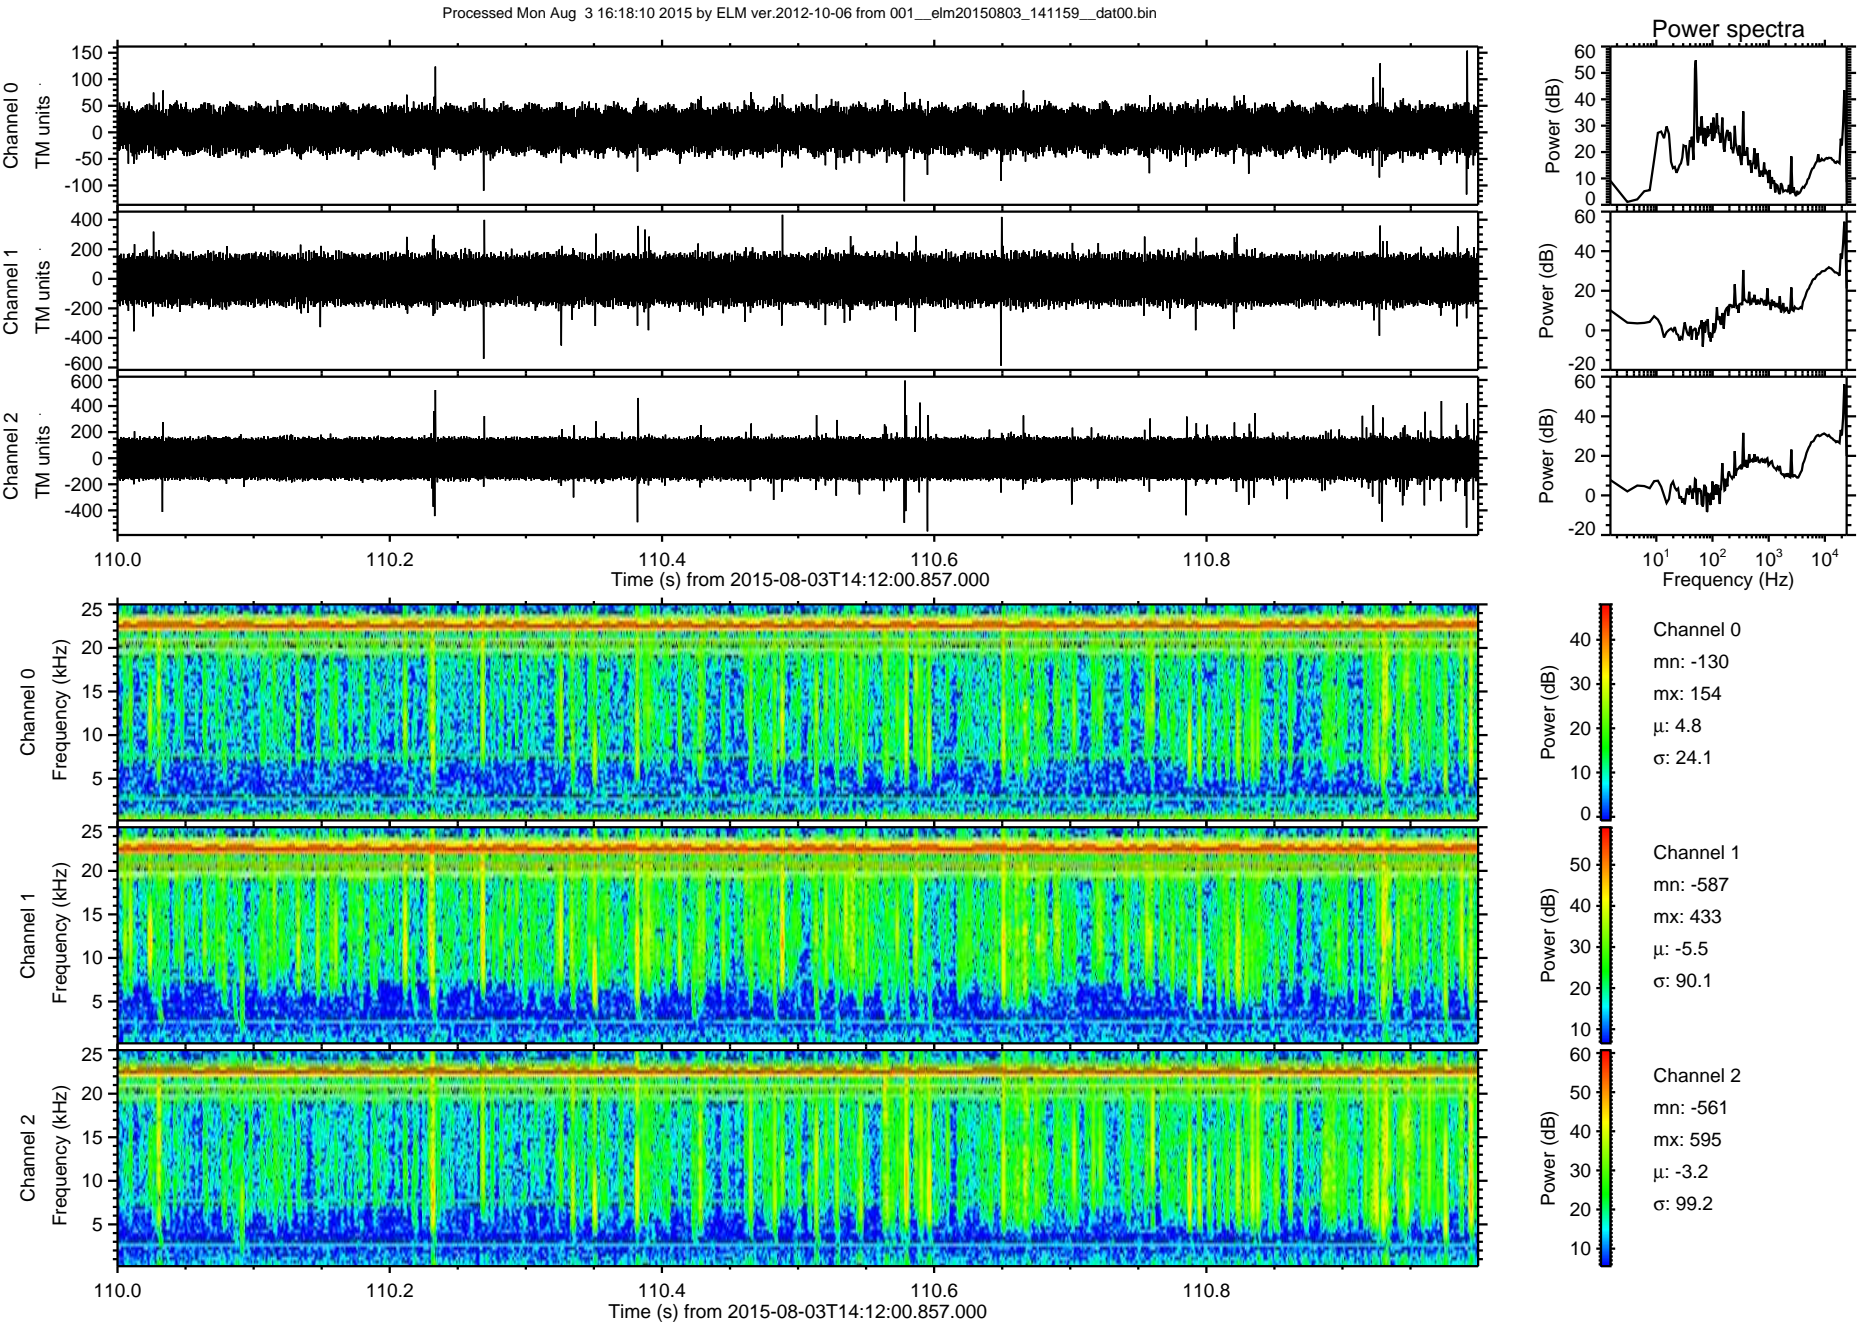 Processed Mon Aug  3 16:18:10 2015 by ELM ver.2012-10-06 from 001__elm20150803_141159__dat00.bin
Power spectra
Channel 0
TM units
150
100
50
0
-50
-100
Power (dB)
60
50
40
30
20
10
0
Channel 1
TM units
400
200
0
-200
-400
-600
Power (dB)
60
40
20
0
-20
Channel 2
TM units
600
400
200
0
-200
-400
Power (dB)
60
40
20
0
-20
110.0 110.2 110.4 110.6 110.8
Time (s) from 2015-08-03T14:12:00.857.000
10^1 10^2 10^3 10^4
Frequency (Hz)
Channel 0
Frequency (kHz)
25
20
15
10
5
Power (dB)
40
30
20
10
0
Channel 0
mn: -130
mx: 154
μ: 4.8
σ: 24.1
Channel 1
Frequency (kHz)
25
20
15
10
5
Power (dB)
50
40
30
20
10
Channel 1
mn: -587
mx: 433
μ: -5.5
σ: 90.1
Channel 2
Frequency (kHz)
25
20
15
10
5
Power (dB)
60
50
40
30
20
10
Channel 2
mn: -561
mx: 595
μ: -3.2
σ: 99.2
110.0 110.2 110.4 110.6 110.8
Time (s) from 2015-08-03T14:12:00.857.000